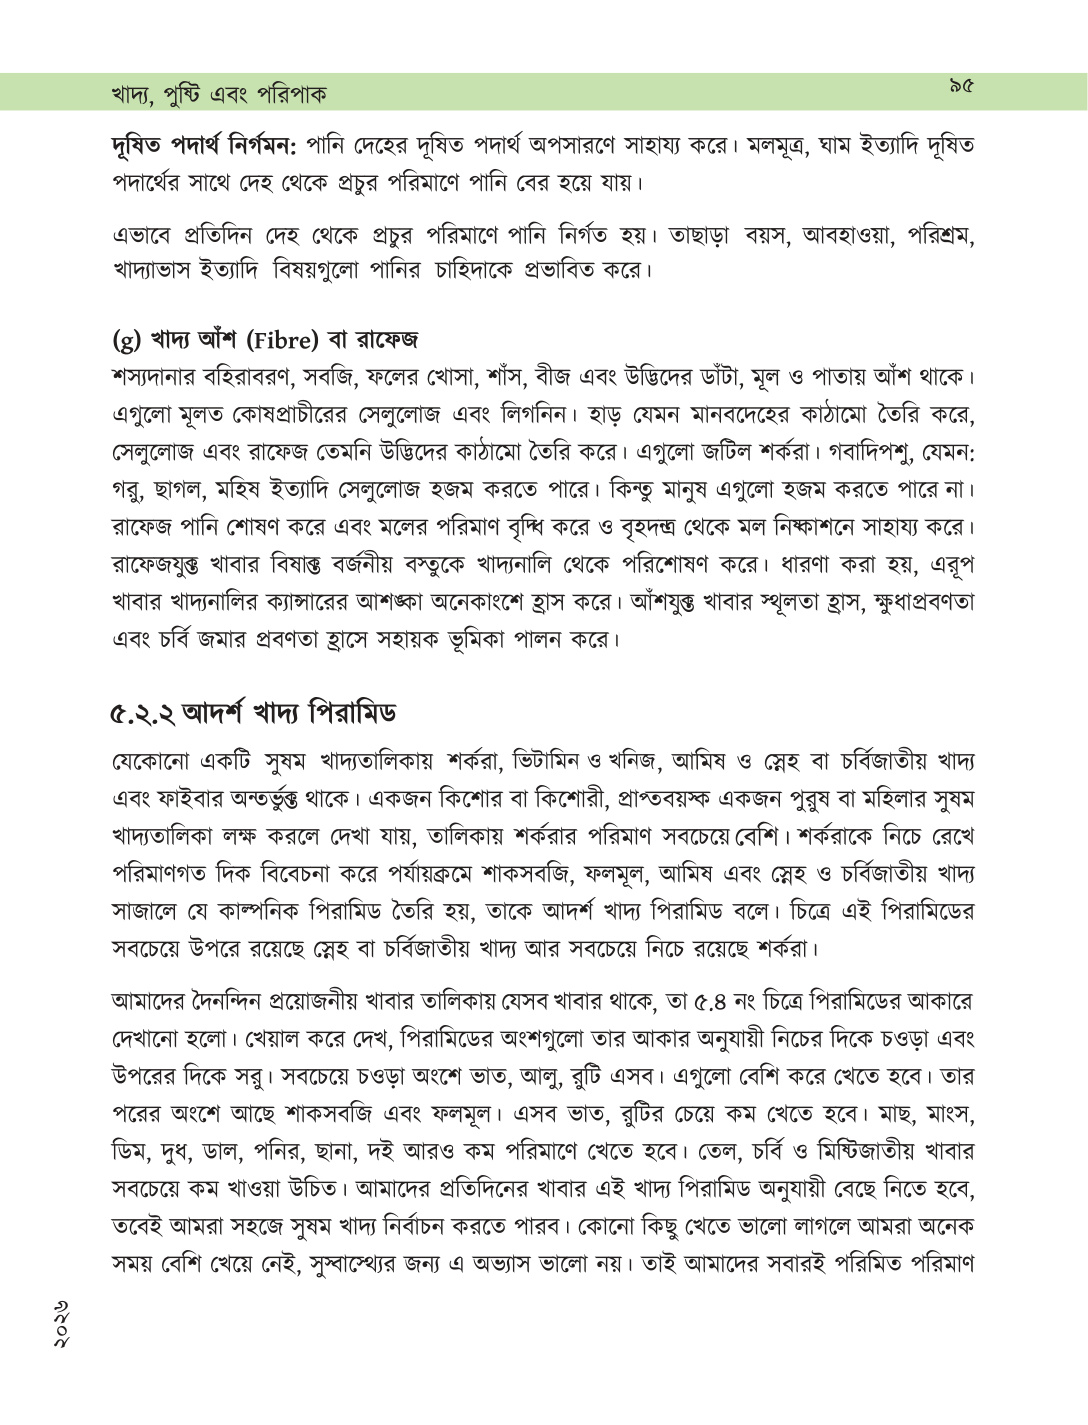 খাদ্য, পুষ্টি এবং পরিপাক
৯৫
দূষিত পদার্থ নির্গমন: পানি দেহের দূষিত পদার্থ অপসারণে সাহায্য করে। মলমূত্র, ঘাম ইত্যাদি দূষিত
পদার্থের সাথে দেহ থেকে প্রচুর পরিমাণে পানি বের হয়ে যায়।
এভাবে প্রতিদিন দেহ থেকে প্রচুর পরিমাণে পানি নির্গত হয়। তাছাড়া বয়স, আবহাওয়া, পরিশ্রম,
খাদ্যাভাস ইত্যাদি বিষয়গুলো পানির চাহিদাকে প্রভাবিত করে।
(g) খাদ্য আঁশ (Fibre) বা রাফেজ
শস্যদানার বহিরাবরণ, সবজি, ফলের খোসা, শাঁস, বীজ এবং উদ্ভিদের ডাঁটা, মূল ও পাতায় আঁশ থাকে।
এগুলো মূলত কোষপ্রাচীরের সেলুলোজ এবং লিগনিন। হাড় যেমন মানবদেহের কাঠামো তৈরি করে,
সেলুলোজ এবং রাফেজ তেমনি উদ্ভিদের কাঠামো তৈরি করে। এগুলো জটিল শর্করা। গবাদিপশু, যেমন:
গরু, ছাগল, মহিষ ইত্যাদি সেলুলোজ হজম করতে পারে। কিন্তু মানুষ এগুলো হজম করতে পারে না।
রাফেজ পানি শোষণ করে এবং মলের পরিমাণ বৃদ্ধি করে ও বৃহদন্ত্র থেকে মল নিষ্কাশনে সাহায্য করে।
রাফেজযুক্ত খাবার বিষাক্ত বর্জনীয় বস্তুকে খাদ্যনালি থেকে পরিশোষণ করে। ধারণা করা হয়, এরূপ
খাবার খাদ্যনালির ক্যান্সারের আশঙ্কা অনেকাংশে হ্রাস করে। আঁশযুক্ত খাবার স্থূলতা হ্রাস, ক্ষুধাপ্রবণতা
এবং চর্বি জমার প্রবণতা হ্রাসে সহায়ক ভূমিকা পালন করে।
৫.২.২ আদর্শ খাদ্য পিরামিড
যেকোনো একটি সুষম খাদ্যতালিকায় শর্করা, ভিটামিন ও খনিজ, আমিষ ও স্নেহ বা চর্বিজাতীয় খাদ্য
এবং ফাইবার অন্তর্ভুক্ত থাকে। একজন কিশোর বা কিশোরী, প্রাপ্তবয়স্ক একজন পুরুষ বা মহিলার সুষম
খাদ্যতালিকা লক্ষ করলে দেখা যায়, তালিকায় শর্করার পরিমাণ সবচেয়ে বেশি। শর্করাকে নিচে রেখে
পরিমাণগত দিক বিবেচনা করে পর্যায়ক্রমে শাকসবজি, ফলমূল, আমিষ এবং স্নেহ ও চর্বিজাতীয় খাদ্য
সাজালে যে কাল্পনিক পিরামিড তৈরি হয়, তাকে আদর্শ খাদ্য পিরামিড বলে। চিত্রে এই পিরামিডের
সবচেয়ে উপরে রয়েছে স্নেহ বা চর্বিজাতীয় খাদ্য আর সবচেয়ে নিচে রয়েছে শর্করা।
আমাদের দৈনন্দিন প্রয়োজনীয় খাবার তালিকায় যেসব খাবার থাকে, তা ৫.৪ নং চিত্রে পিরামিডের আকারে
দেখানো হলো। খেয়াল করে দেখ, পিরামিডের অংশগুলো তার আকার অনুযায়ী নিচের দিকে চওড়া এবং
উপরের দিকে সরু। সবচেয়ে চওড়া অংশে ভাত, আলু, রুটি এসব। এগুলো বেশি করে খেতে হবে। তার
পরের অংশে আছে শাকসবজি এবং ফলমূল। এসব ভাত, রুটির চেয়ে কম খেতে হবে। মাছ, মাংস,
ডিম, দুধ, ডাল, পনির, ছানা, দই আরও কম পরিমাণে খেতে হবে। তেল, চর্বি ও মিষ্টিজাতীয় খাবার
সবচেয়ে কম খাওয়া উচিত। আমাদের প্রতিদিনের খাবার এই খাদ্য পিরামিড অনুযায়ী বেছে নিতে হবে,
তবেই আমরা সহজে সুষম খাদ্য নির্বাচন করতে পারব। কোনো কিছু খেতে ভালো লাগলে আমরা অনেক
সময় বেশি খেয়ে নেই, সুস্বাস্থ্যের জন্য এ অভ্যাস ভালো নয়। তাই আমাদের সবারই পরিমিত পরিমাণ
২০২৬